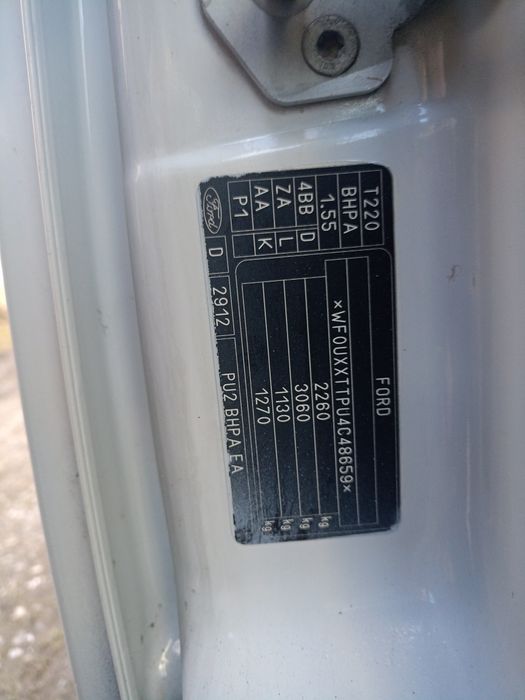 T220
FORD
BHPA
*WF0UXXTTPU4C48659*
1.55
2260 kg
4BB D
3060 kg
ZA L
1130 kg
AA K
1270 kg
P1
Ford D 2912 PU2 BHPA EA